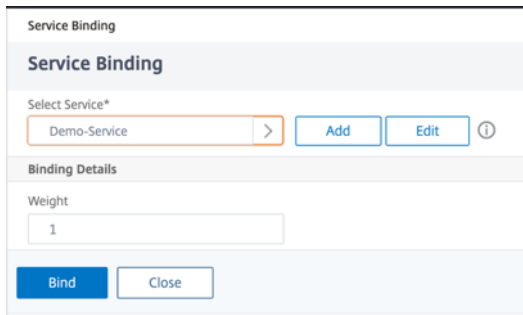 Service Binding
Service Binding
Select Service*
Demo-Service
Add
Edit
Binding Details
Weight
1
Bind
Close